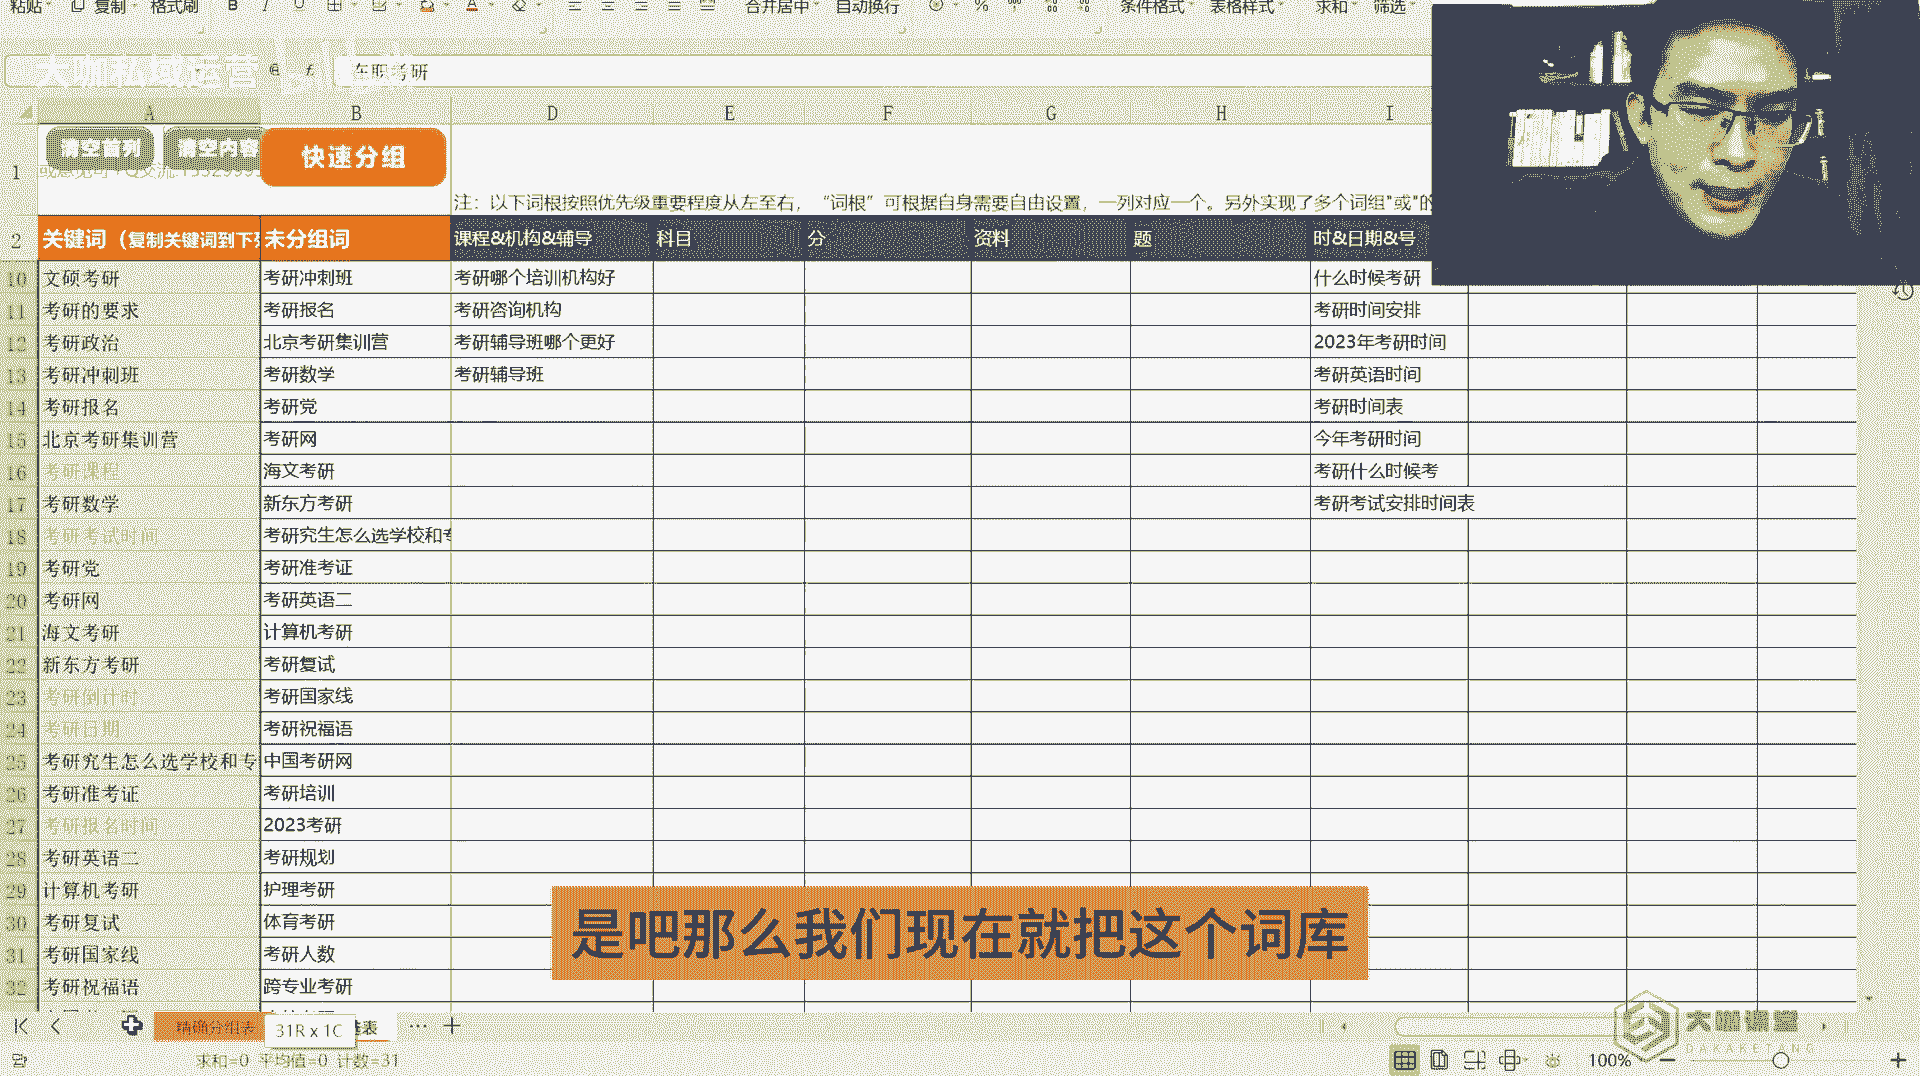 粘贴 复制 格式刷 B I U A 合并居中 自动换行 % 条件格式 表格样式 求和 筛选
大咖私域运营
在职考研
A B D E F G H I
清空首列 清空内容 快速分组
1
注：以下词根按照优先级重要程度从左至右，“词根”可根据自身需要自由设置，一列对应一个。另外实现了多个词组"或"的
2 关键词（复制关键词到下 未分组词 课程&机构&辅导 科目 分 资料 题 时&日期&号
10 文硕考研 考研冲刺班 考研哪个培训机构好 什么时候考研
11 考研的要求 考研报名 考研咨询机构 考研时间安排
12 考研政治 北京考研集训营 考研辅导班哪个更好 2023年考研时间
13 考研冲刺班 考研数学 考研辅导班 考研英语时间
14 考研报名 考研党 考研时间表
15 北京考研集训营 考研网 今年考研时间
16 考研课程 海文考研 考研什么时候考
17 考研数学 新东方考研 考研考试安排时间表
18 考研考试时间 考研究生怎么选学校和专
19 考研党 考研准考证
20 考研网 考研英语二
21 海文考研 计算机考研
22 新东方考研 考研复试
23 考研倒计时 考研国家线
24 考研日期 考研祝福语
25 考研究生怎么选学校和专 中国考研网
26 考研准考证 考研培训
27 考研报名时间 2023考研
28 考研英语二 考研规划
29 计算机考研 护理考研
30 考研复试 体育考研
31 考研国家线 考研人数
32 考研祝福语 跨专业考研
是吧那么我们现在就把这个词库
精确分组表 31R x 1C 表 ··· +
求和=0 平均值=0 计数=31 100%
大咖课堂
DAKAKETANG